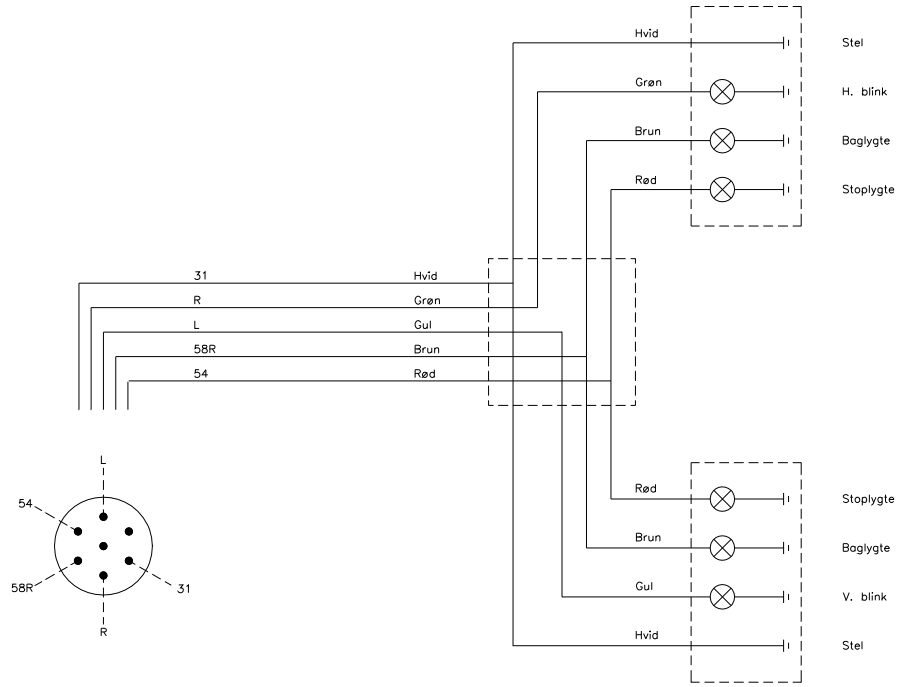 Hvid Stel
Grøn H. blink
Brun Baglygte
Rød Stoplygte
31 Hvid
R Grøn
L Gul
58R Brun
54 Rød
L
54
58R
31
R
Rød Stoplygte
Brun Baglygte
Gul V. blink
Hvid Stel